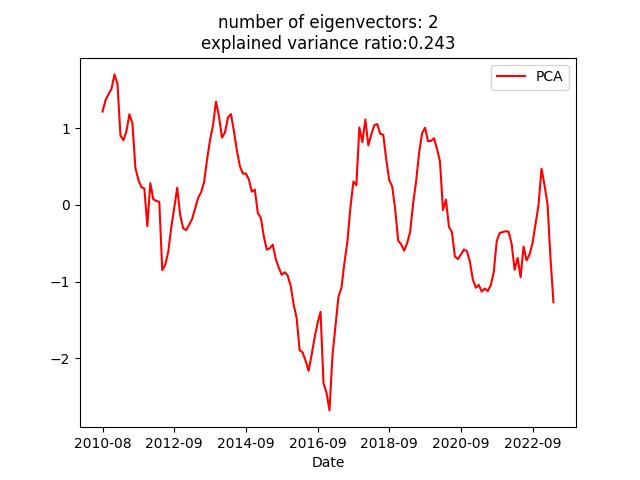 number of eigenvectors: 2
explained variance ratio:0.243
PCA
1
0
−1
−2
2010-08 2012-09 2014-09 2016-09 2018-09 2020-09 2022-09
Date